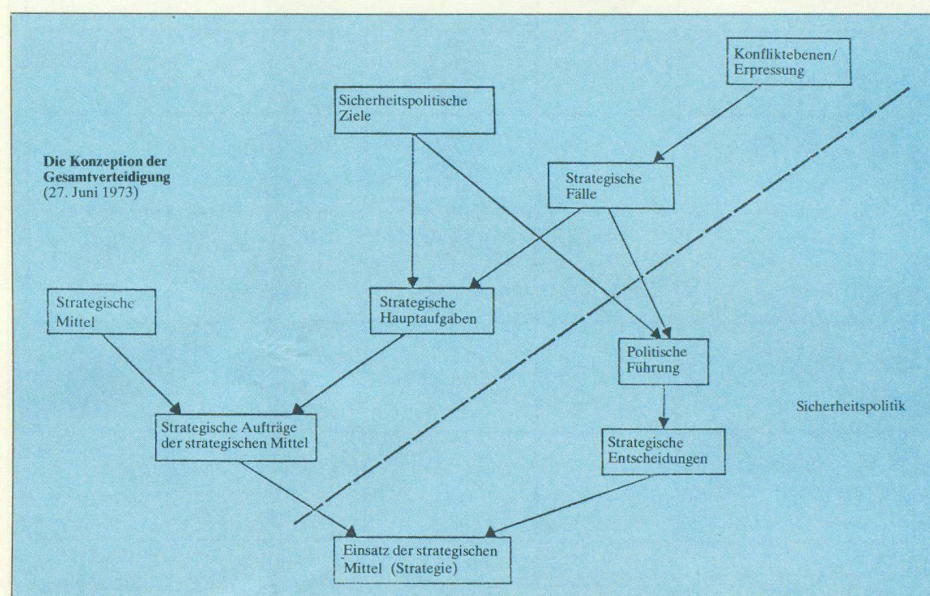 Konfliktebenen/
Erpressung
Sicherheitspolitische
Ziele
Die Konzeption der
Gesamtverteidigung
(27. Juni 1973)
Strategische
Fälle
Strategische
Mittel
Strategische
Hauptaufgaben
Politische
Führung
Sicherheitspolitik
Strategische Aufträge
der strategischen Mittel
Strategische
Entscheidungen
Einsatz der strategischen
Mittel (Strategie)